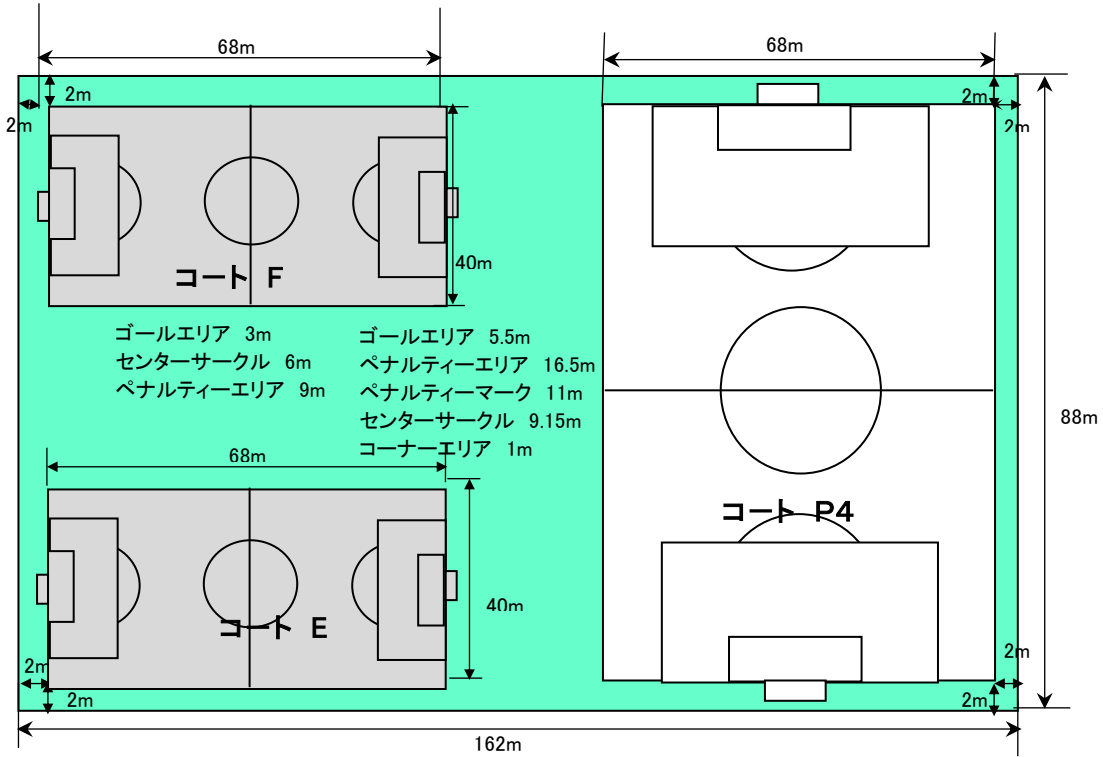 68m
68m
2m
2m
2m
2m
40m
コート F
ゴールエリア 3m
センターサークル 6m
ペナルティーエリア 9m
ゴールエリア 5.5m
ペナルティーエリア 16.5m
ペナルティーマーク 11m
センターサークル 9.15m
コーナーエリア 1m
88m
68m
コート P4
40m
コート E
2m
2m
2m
2m
162m